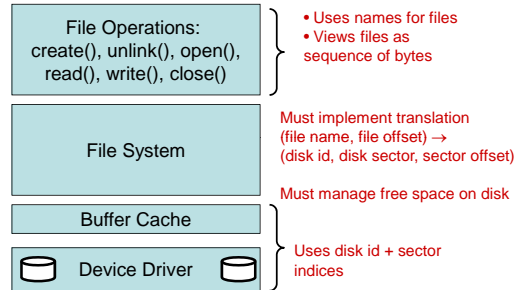 File Operations:
create(), unlink(), open(),
read(), write(), close()
• Uses names for files
• Views files as
sequence of bytes
File System
Must implement translation
(file name, file offset) →
(disk id, disk sector, sector offset)
Must manage free space on disk
Buffer Cache
Device Driver
Uses disk id + sector
indices